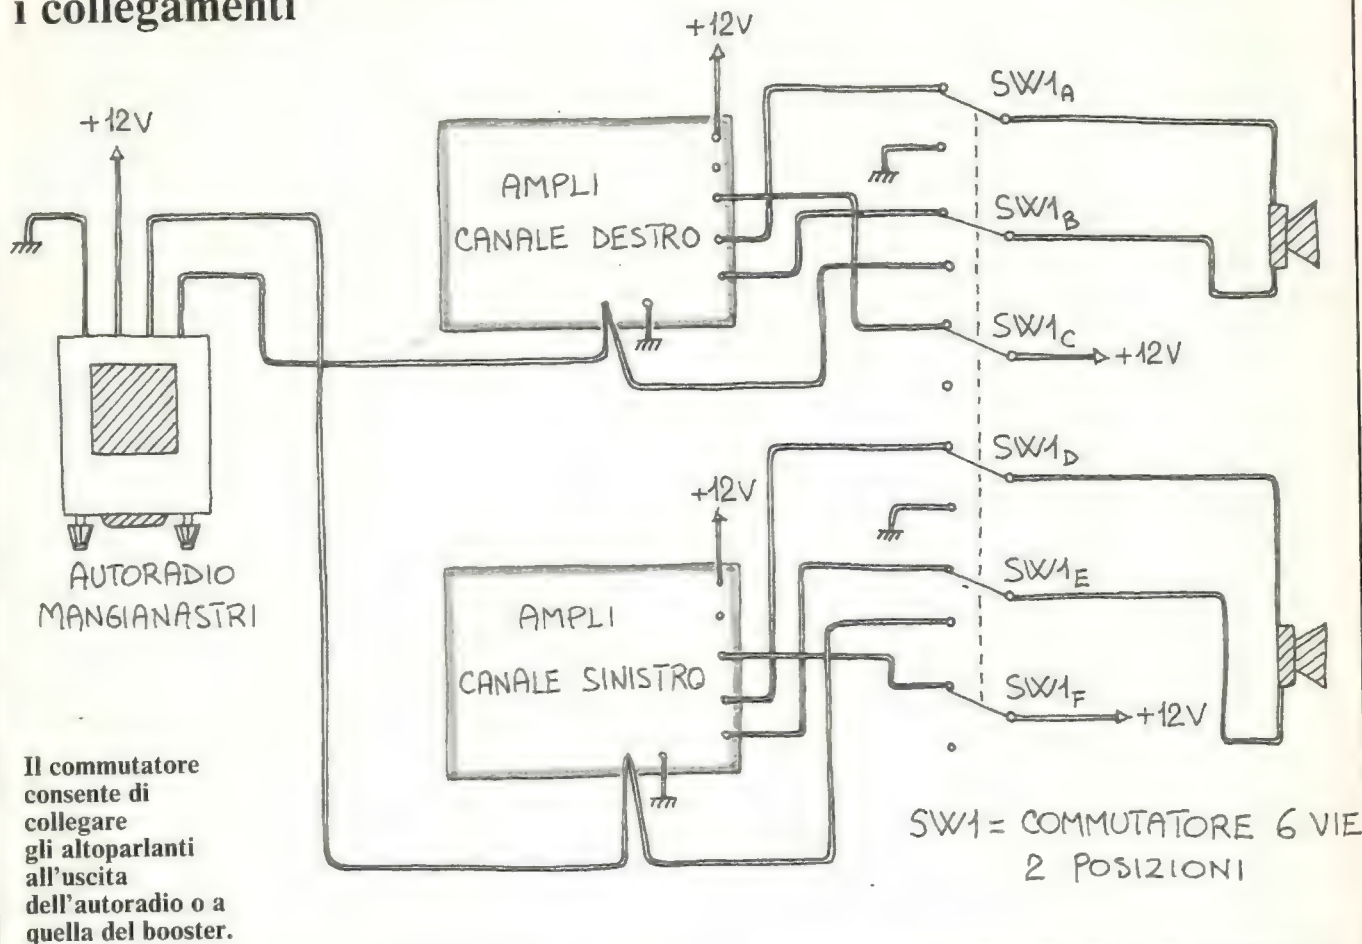 i collegamenti
+12V
+12V
SW1A
AMPLI
CANALE DESTRO
SW1B
SW1C
+12V
AUTORADIO
MANGIANASTRI
SW1D
+12V
AMPLI
CANALE SINISTRO
SW1E
SW1F
+12V
SW1 = COMMUTATORE 6 VIE
2 POSIZIONI
Il commutatore
consente di
collegare
gli altoparlanti
all'uscita
dell'autoradio o a
quella del booster.